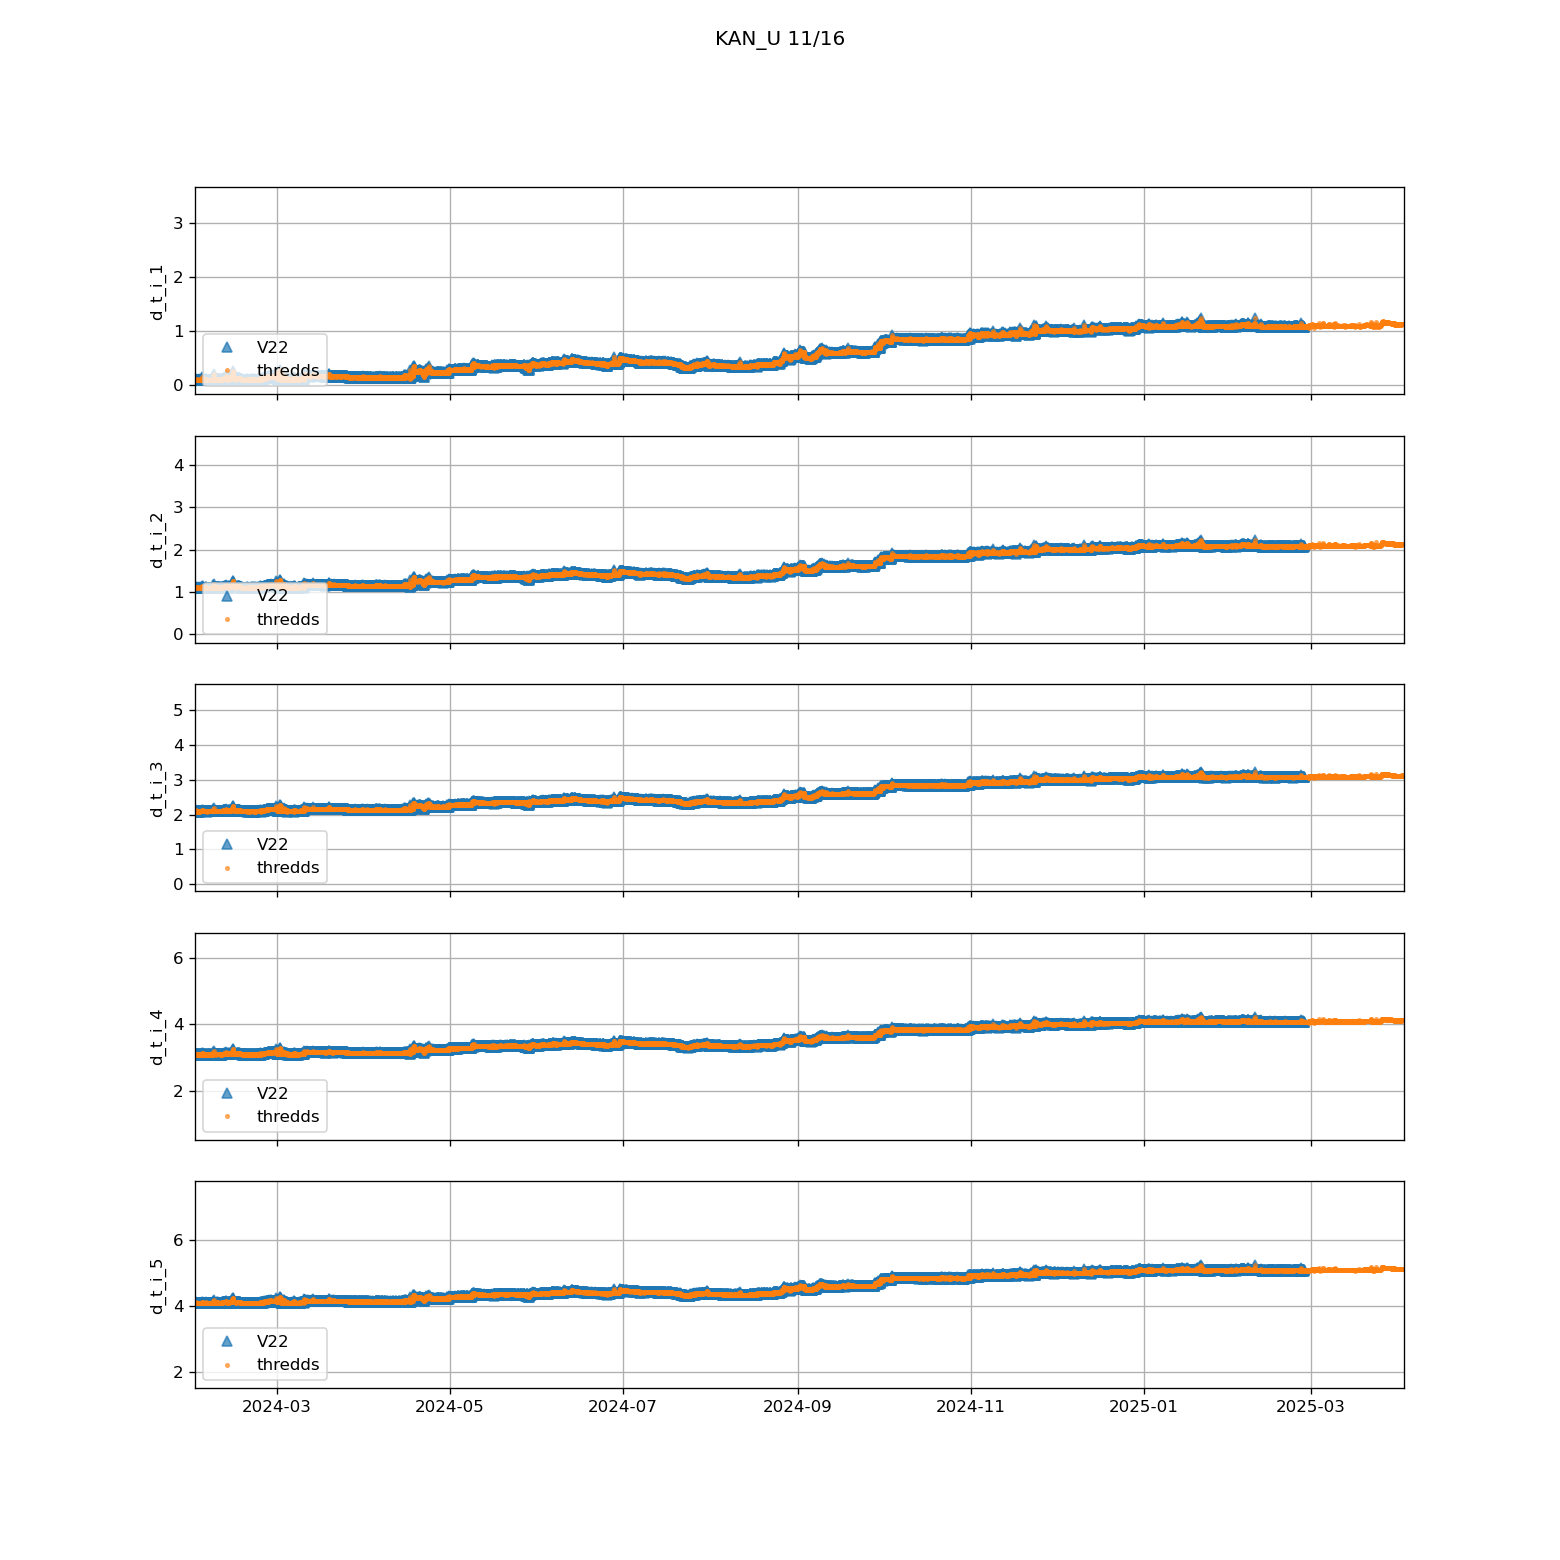 KAN_U 11/16
3
2
1
0
d_t_i_1
V22
thredds
4
3
2
1
0
d_t_i_2
V22
thredds
5
4
3
2
1
0
d_t_i_3
V22
thredds
6
4
2
d_t_i_4
V22
thredds
6
4
2
d_t_i_5
V22
thredds
2024-03 2024-05 2024-07 2024-09 2024-11 2025-01 2025-03